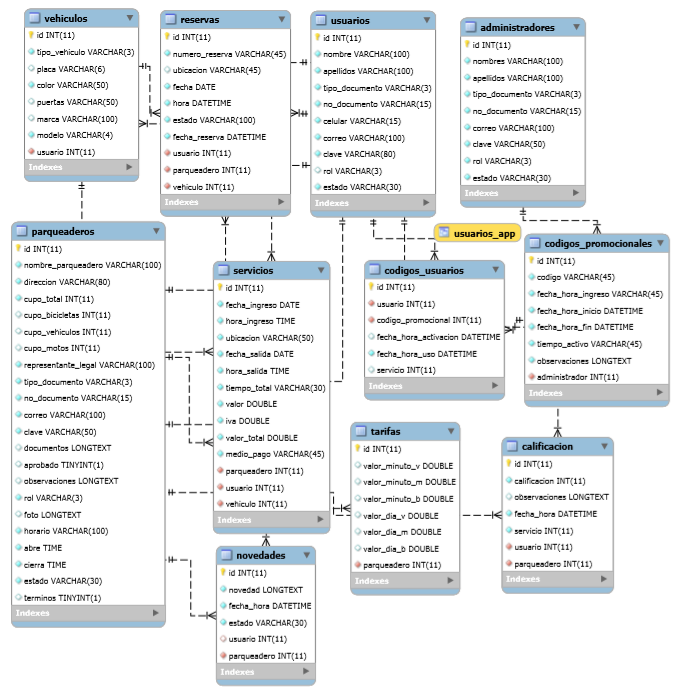 vehiculos
id INT(11)
tipo_vehiculo VARCHAR(3)
placa VARCHAR(6)
color VARCHAR(50)
puertas VARCHAR(50)
marca VARCHAR(100)
modelo VARCHAR(4)
usuario INT(11)
Indexes
reservas
id INT(11)
numero_reserva VARCHAR(45)
ubicacion VARCHAR(45)
fecha DATE
hora DATETIME
estado VARCHAR(100)
fecha_reserva DATETIME
usuario INT(11)
parqueadero INT(11)
vehiculo INT(11)
Indexes
usuarios
id INT(11)
nombre VARCHAR(100)
apellidos VARCHAR(100)
tipo_documento VARCHAR(3)
no_documento VARCHAR(15)
celular VARCHAR(15)
correo VARCHAR(100)
clave VARCHAR(80)
rol VARCHAR(3)
estado VARCHAR(30)
Indexes
administradores
id INT(11)
nombres VARCHAR(100)
apellidos VARCHAR(100)
tipo_documento VARCHAR(3)
no_documento VARCHAR(15)
correo VARCHAR(100)
clave VARCHAR(50)
rol VARCHAR(3)
estado VARCHAR(30)
Indexes
parqueaderos
id INT(11)
nombre_parqueadero VARCHAR(100)
direccion VARCHAR(80)
cupo_total INT(11)
cupo_bicicletas INT(11)
cupo_vehiculos INT(11)
cupo_motos INT(11)
representante_legal VARCHAR(100)
tipo_documento VARCHAR(3)
no_documento VARCHAR(15)
correo VARCHAR(100)
clave VARCHAR(50)
documentos LONGTEXT
aprobado TINYINT(1)
observaciones LONGTEXT
rol VARCHAR(3)
foto LONGTEXT
horario VARCHAR(100)
abre TIME
cierra TIME
estado VARCHAR(30)
terminos TINYINT(1)
Indexes
servicios
id INT(11)
fecha_ingreso DATE
hora_ingreso TIME
ubicacion VARCHAR(50)
fecha_salida DATE
hora_salida TIME
tiempo_total VARCHAR(30)
valor DOUBLE
iva DOUBLE
valor_total DOUBLE
medio_pago VARCHAR(45)
parqueadero INT(11)
usuario INT(11)
vehiculo INT(11)
Indexes
usuarios_app
codigos_usuarios
id INT(11)
usuario INT(11)
codigo_promocional INT(11)
fecha_hora_activacion DATETIME
fecha_hora_uso DATETIME
servicio INT(11)
Indexes
codigos_promocionales
id INT(11)
codigo VARCHAR(45)
fecha_hora_ingreso VARCHAR(45)
fecha_hora_inicio DATETIME
fecha_hora_fin DATETIME
tiempo_activo VARCHAR(45)
observaciones LONGTEXT
administrador INT(11)
Indexes
tarifas
id INT(11)
valor_minuto_v DOUBLE
valor_minuto_m DOUBLE
valor_minuto_b DOUBLE
valor_dia_v DOUBLE
valor_dia_m DOUBLE
valor_dia_b DOUBLE
parqueadero INT(11)
Indexes
calificacion
id INT(11)
calificacion INT(11)
observaciones LONGTEXT
fecha_hora DATETIME
servicio INT(11)
usuario INT(11)
parqueadero INT(11)
Indexes
novedades
id INT(11)
novedad LONGTEXT
fecha_hora DATETIME
estado VARCHAR(30)
usuario INT(11)
parqueadero INT(11)
Indexes